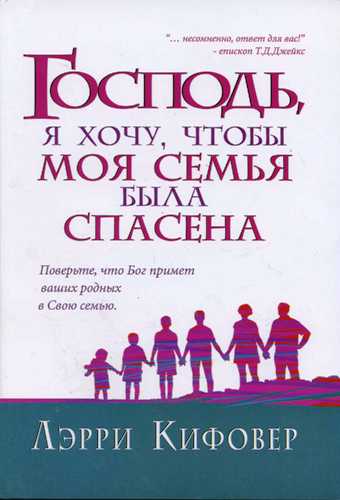 “... несомненно, ответ для вас!”
- епископ Т.Д.Джейкс
Господь,
я хочу, чтобы
моя семья
была
спасена
Поверьте, что Бог примет
ваших родных
в Свою семью.
Лэрри Кифовер